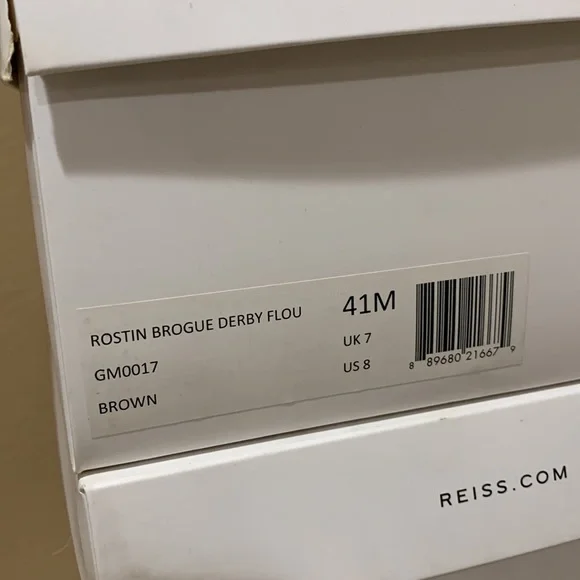 ROSTIN BROGUE DERBY FLOU
GM0017
BROWN
41M
UK 7
US 8
8 89680 21667 9
REISS.COM